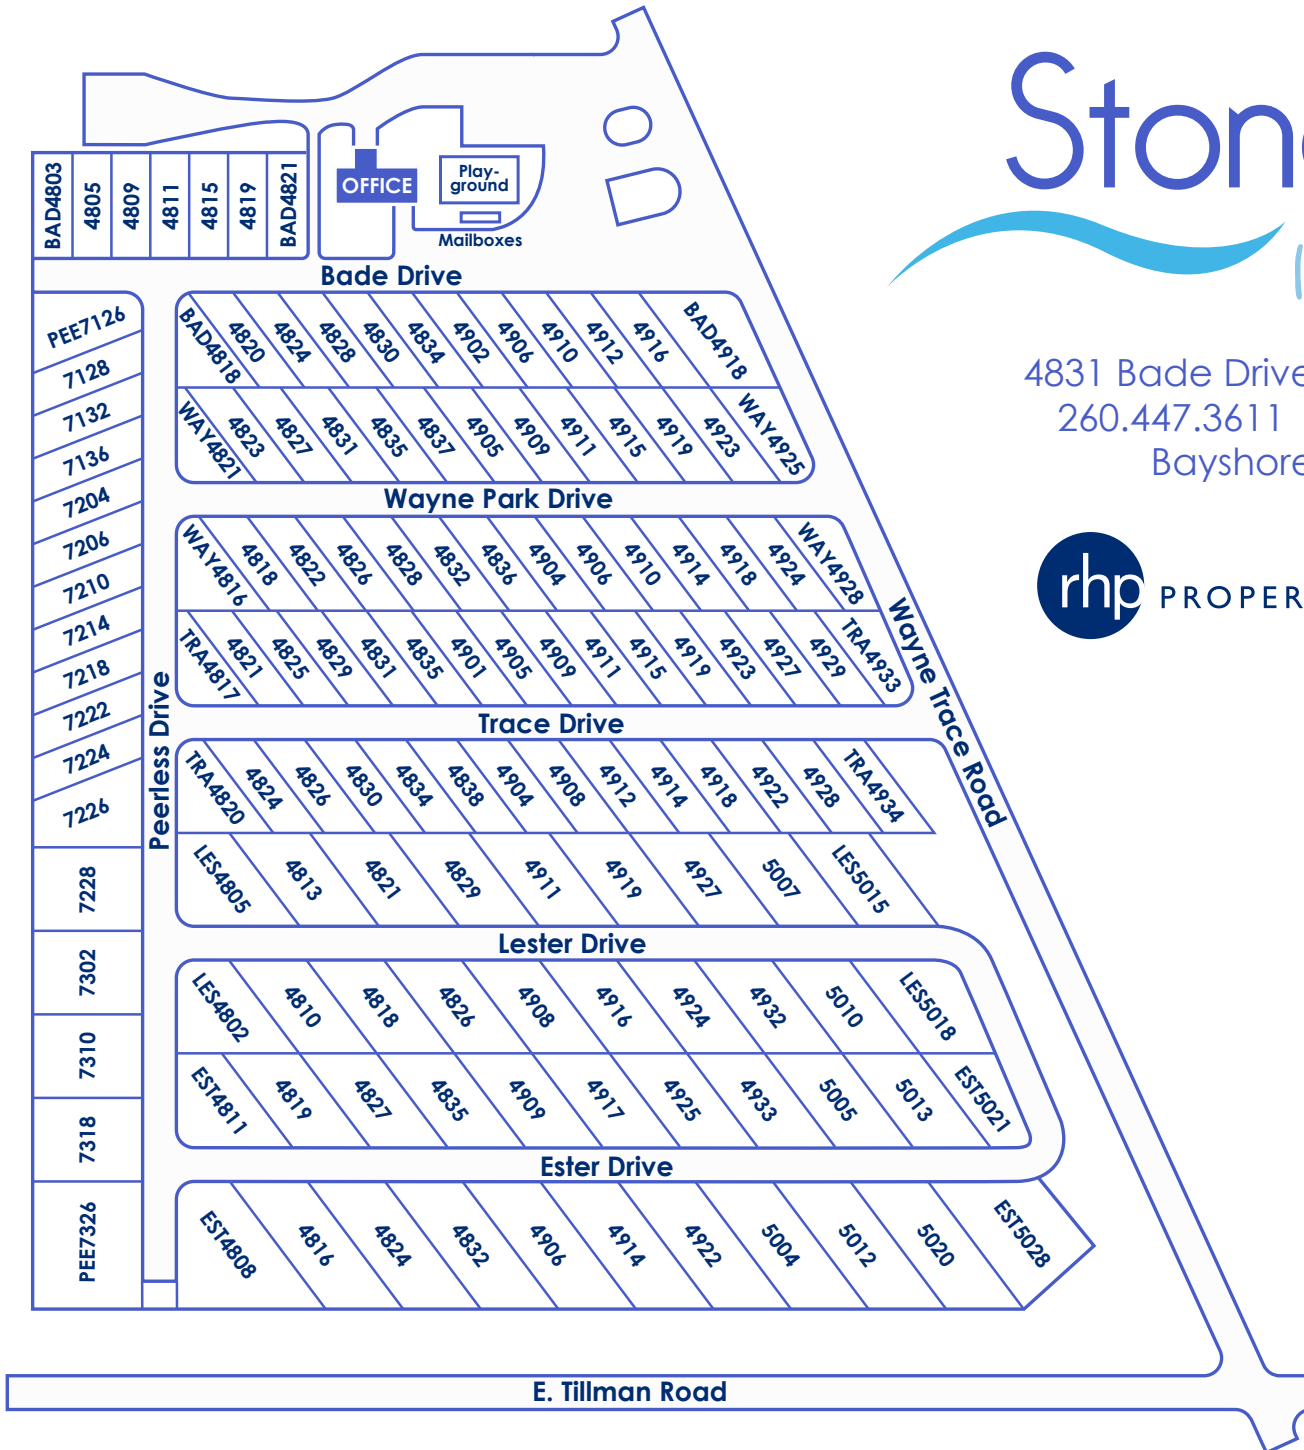 Ston
4831 Bade Drive
260.447.3611
Bayshore
rhp PROPER
BAD4803
4805
4809
4811
4815
4819
BAD4821
OFFICE
Play-
ground
Mailboxes
Bade Drive
PEE7126
7128
7132
7136
7204
7206
7210
7214
7218
7222
7224
7226
7228
7302
7310
7318
PEE7326
Peerless Drive
BAD4818
4820
4824
4828
4830
4834
4902
4906
4910
4912
4916
BAD4918
WAY4821
4823
4827
4831
4835
4837
4905
4909
4911
4915
4919
4923
WAY4925
Wayne Park Drive
WAY4816
4818
4822
4826
4828
4832
4836
4904
4906
4910
4914
4918
4924
WAY4928
TRA4817
4821
4825
4829
4831
4835
4901
4905
4909
4911
4915
4919
4923
4927
4929
TRA4933
Wayne Trace Road
Trace Drive
TRA4820
4824
4826
4830
4834
4838
4904
4908
4912
4914
4918
4922
4928
TRA4934
LES4805
4813
4821
4829
4911
4919
4927
5007
LES5015
Lester Drive
LES4802
4810
4818
4826
4908
4916
4924
4932
5010
LES5018
EST4811
4819
4827
4835
4909
4917
4925
4933
5005
5013
EST5021
Ester Drive
EST4808
4816
4824
4832
4906
4914
4922
5004
5012
5020
EST5028
E. Tillman Road